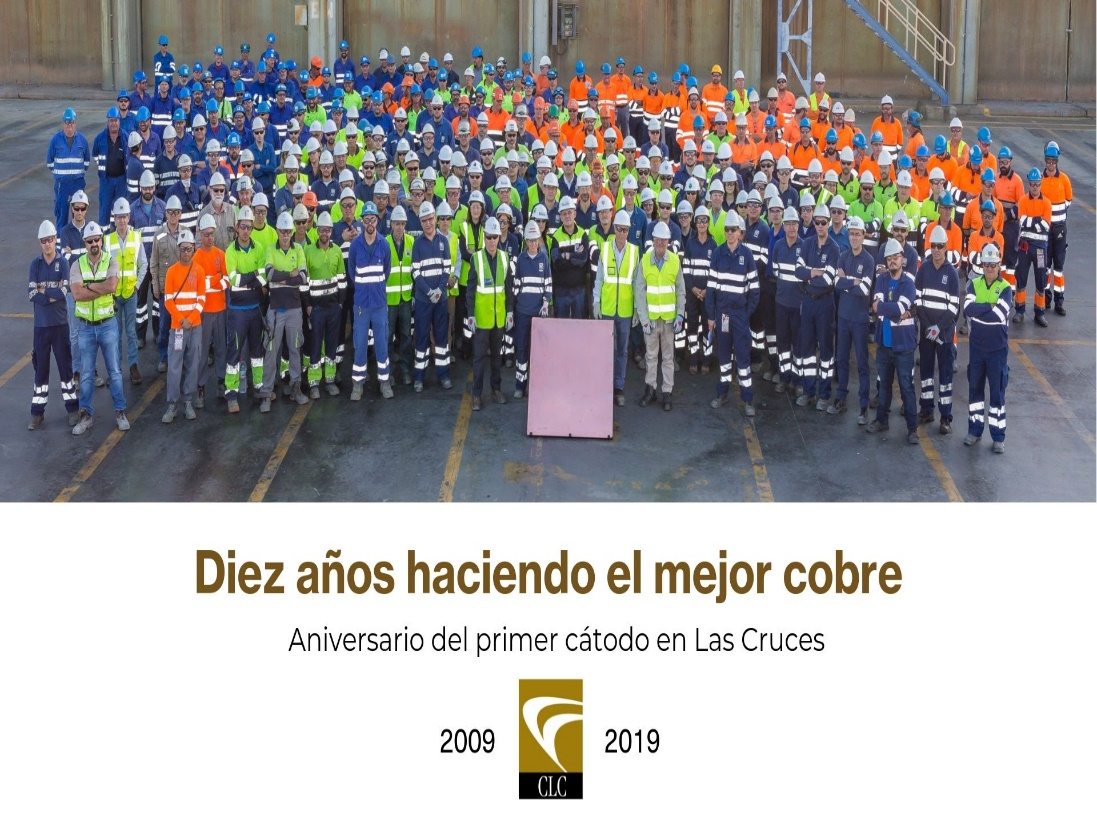 Diez años haciendo el mejor cobre
Aniversario del primer cátodo en Las Cruces
2009 2019
CLC